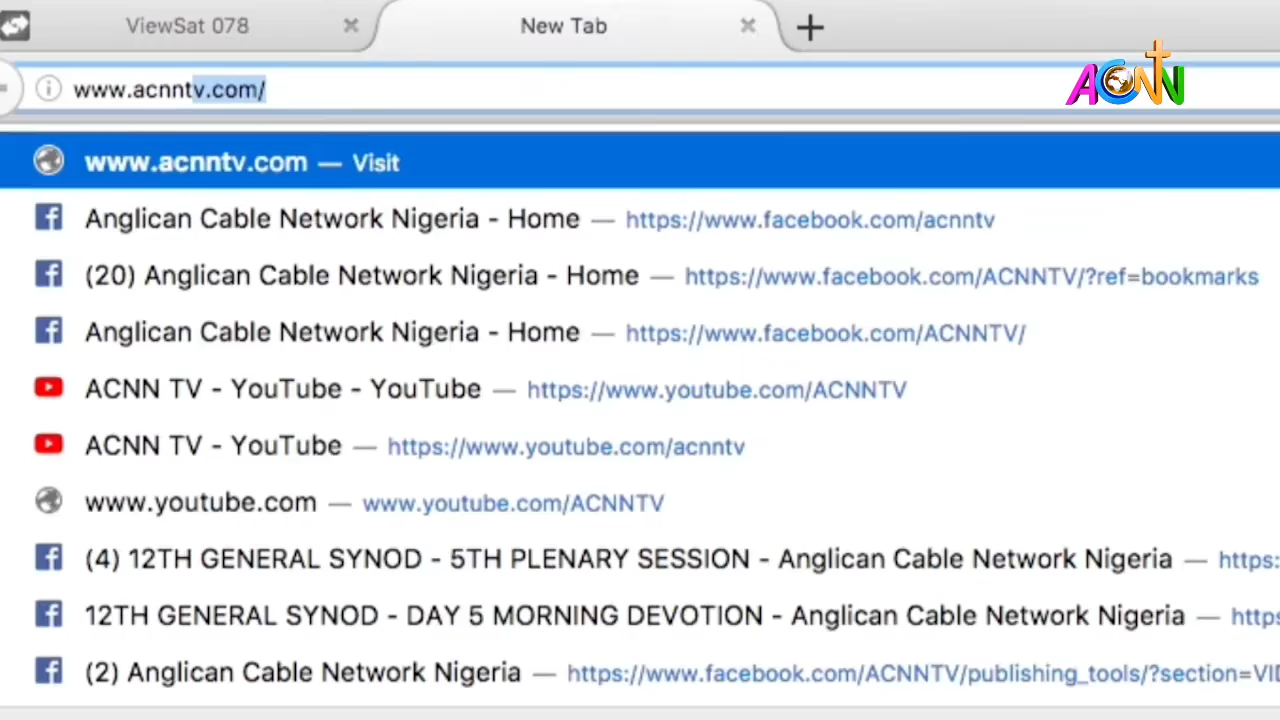 ViewSat 078
New Tab
www.acnntv.com/
ACNN
www.acnntv.com — Visit
Anglican Cable Network Nigeria - Home — https://www.facebook.com/acnntv
(20) Anglican Cable Network Nigeria - Home — https://www.facebook.com/ACNNTV/?ref=bookmarks
Anglican Cable Network Nigeria - Home — https://www.facebook.com/ACNNTV/
ACNN TV - YouTube - YouTube — https://www.youtube.com/ACNNTV
ACNN TV - YouTube — https://www.youtube.com/acnntv
www.youtube.com — www.youtube.com/ACNNTV
(4) 12TH GENERAL SYNOD - 5TH PLENARY SESSION - Anglican Cable Network Nigeria — https:
12TH GENERAL SYNOD - DAY 5 MORNING DEVOTION - Anglican Cable Network Nigeria — https
(2) Anglican Cable Network Nigeria — https://www.facebook.com/ACNNTV/publishing_tools/?section=VID